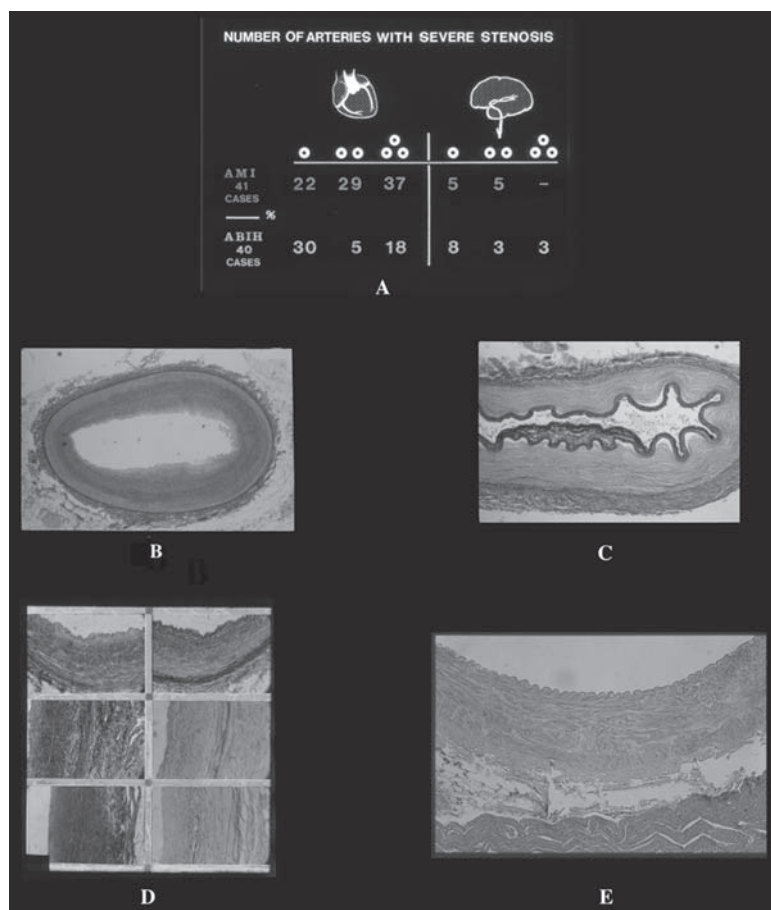 NUMBER OF ARTERIES WITH SEVERE STENOSIS
AMI
41
CASES
22 29 37 5 5 -
%
ABIH
40
CASES
30 5 18 8 3 3
A
B
C
D
E